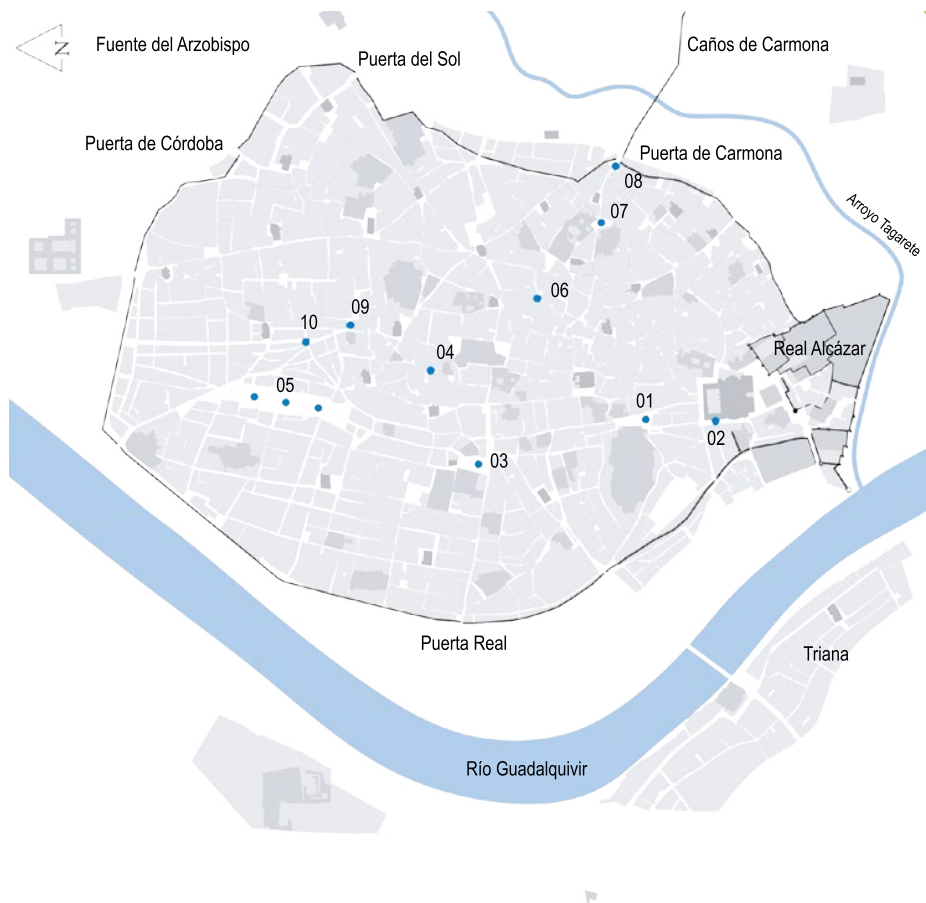 N
Fuente del Arzobispo
Caños de Carmona
Puerta del Sol
Puerta de Córdoba
Puerta de Carmona
08
07
Arroyo Tagarete
06
09
10
Real Alcázar
04
05
01
02
03
Puerta Real
Triana
Río Guadalquivir